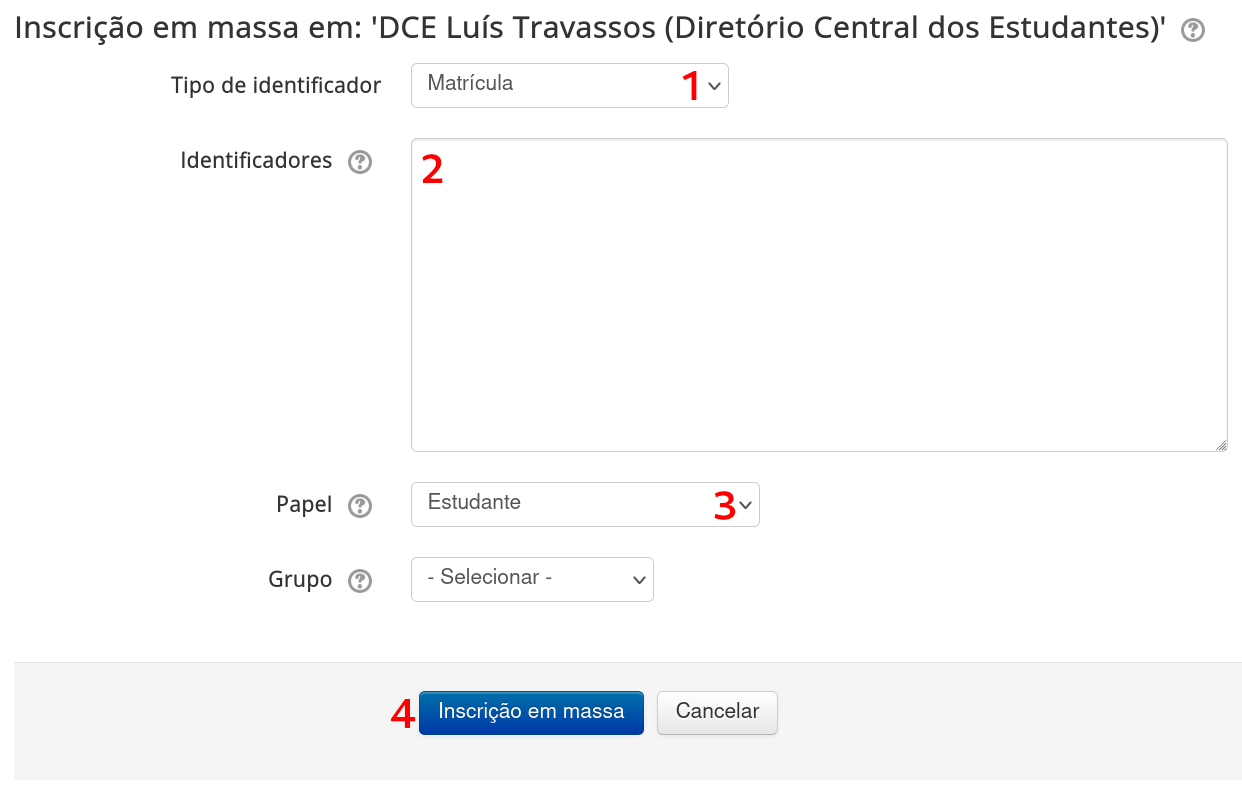 Inscrição em massa em: 'DCE Luís Travassos (Diretório Central dos Estudantes)' ?
Tipo de identificador Matrícula 1
Identificadores ? 2
Papel ? Estudante 3
Grupo ? - Selecionar -
4 Inscrição em massa Cancelar